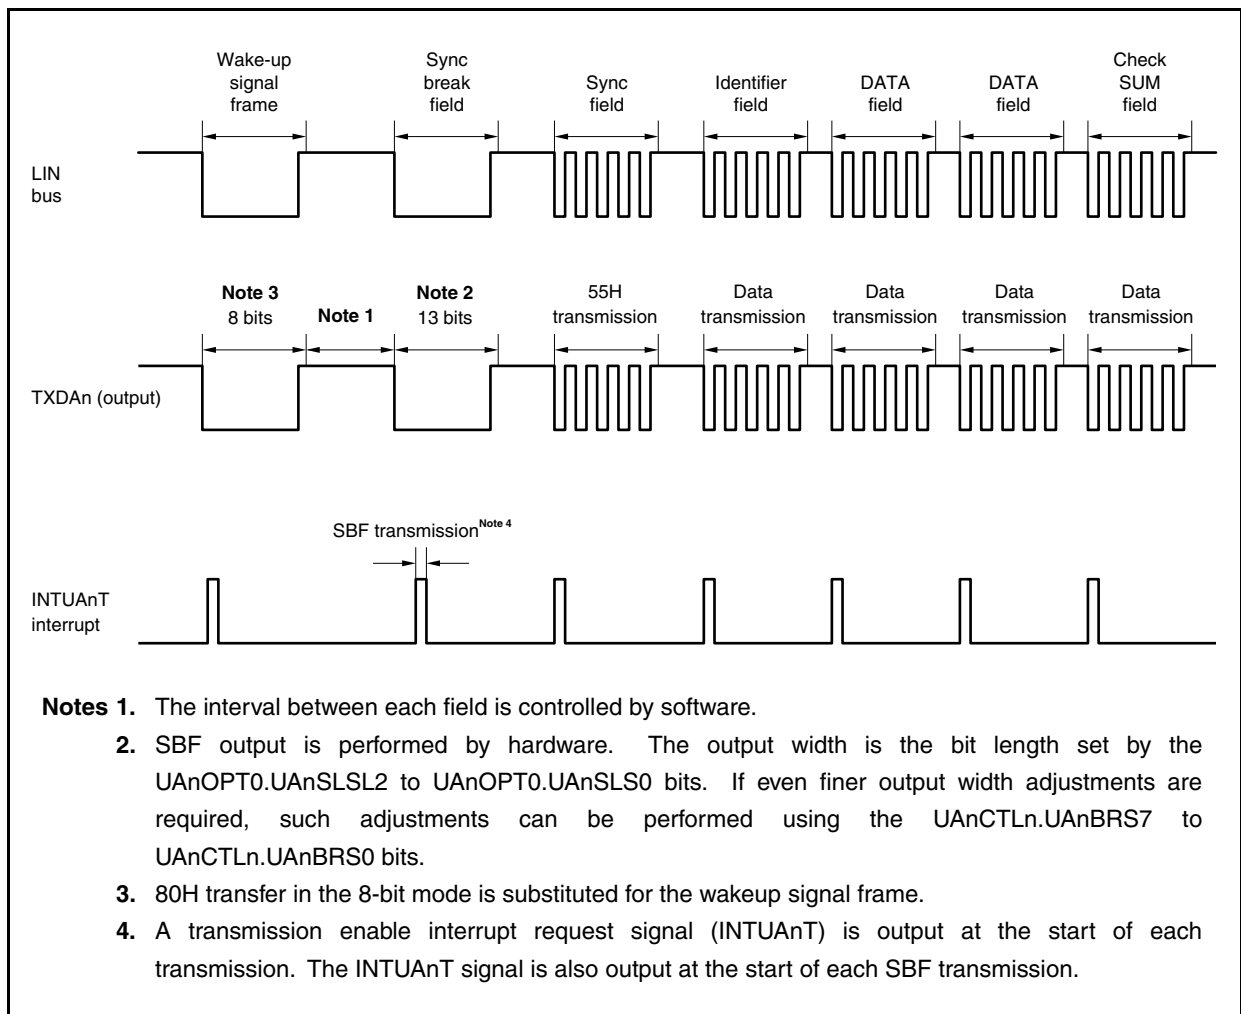 Wake-up
signal
frame
Sync
break
field
Sync
field
Identifier
field
DATA
field
DATA
field
Check
SUM
field
LIN
bus
Note 3
8 bits
Note 1
Note 2
13 bits
55H
transmission
Data
transmission
Data
transmission
Data
transmission
Data
transmission
TXDAn (output)
SBF transmission Note 4
INTUAnT
interrupt
Notes 1. The interval between each field is controlled by software.
2. SBF output is performed by hardware. The output width is the bit length set by the
UAnOPT0.UAnSLSL2 to UAnOPT0.UAnSLS0 bits. If even finer output width adjustments are
required, such adjustments can be performed using the UAnCTLn.UAnBRS7 to
UAnCTLn.UAnBRS0 bits.
3. 80H transfer in the 8-bit mode is substituted for the wakeup signal frame.
4. A transmission enable interrupt request signal (INTUAnT) is output at the start of each
transmission. The INTUAnT signal is also output at the start of each SBF transmission.